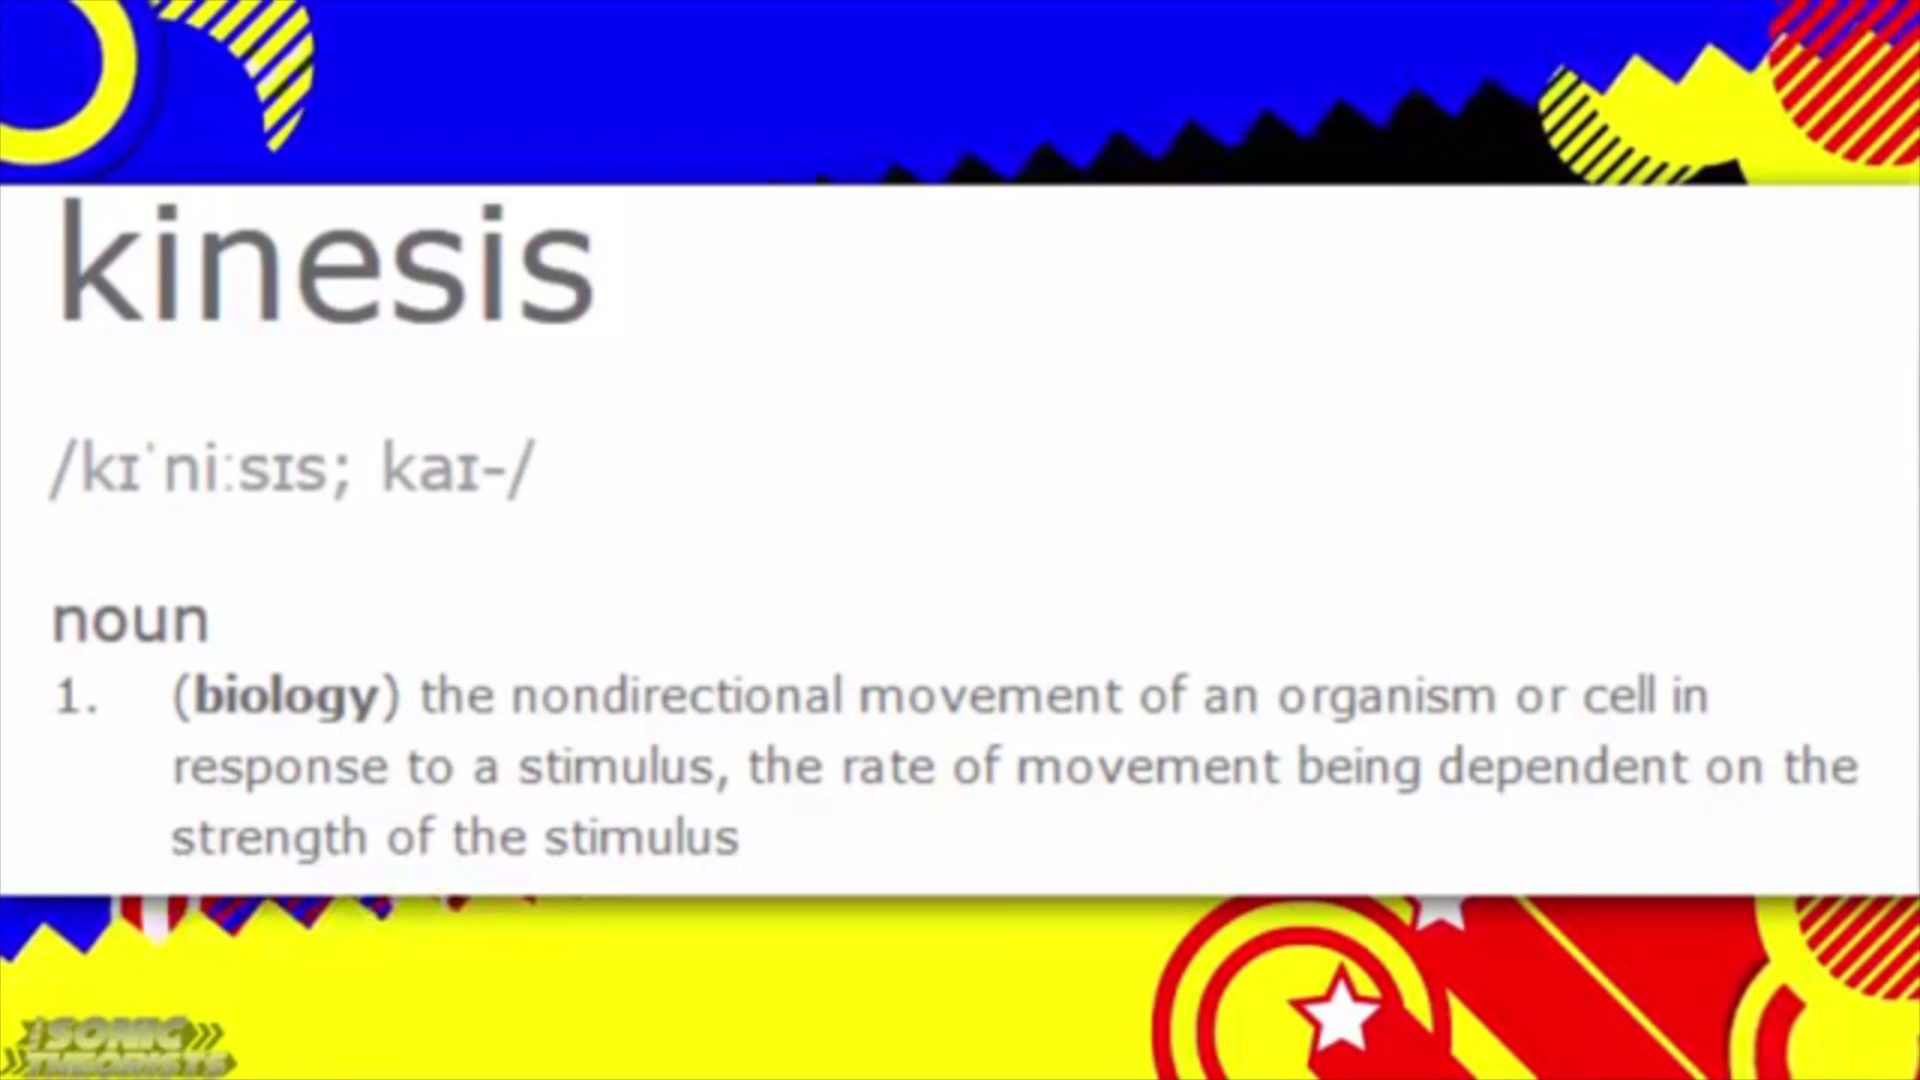 kinesis
/kɪˈniːsɪs; kaɪ-/
noun
1. (biology) the nondirectional movement of an organism or cell in
response to a stimulus, the rate of movement being dependent on the
strength of the stimulus
SONIC
THEORISTS